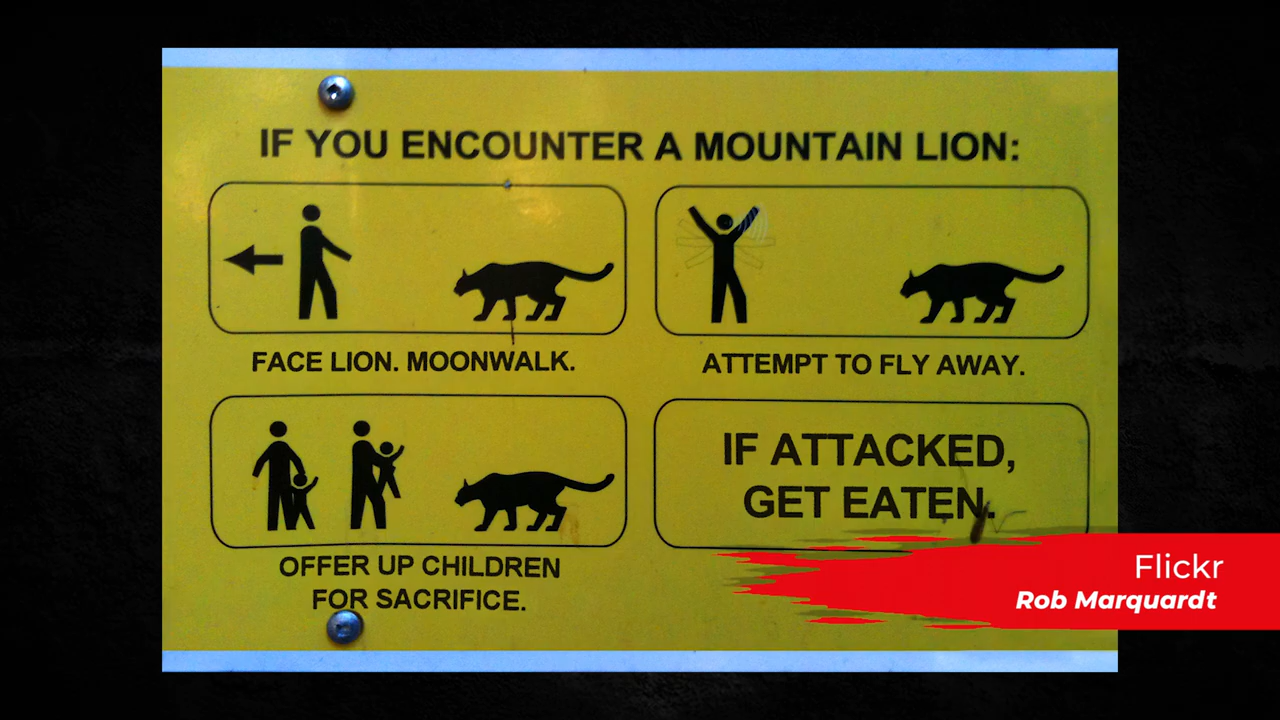 IF YOU ENCOUNTER A MOUNTAIN LION:
FACE LION. MOONWALK.
ATTEMPT TO FLY AWAY.
OFFER UP CHILDREN
FOR SACRIFICE.
IF ATTACKED,
GET EATEN.
Flickr
Rob Marquardt